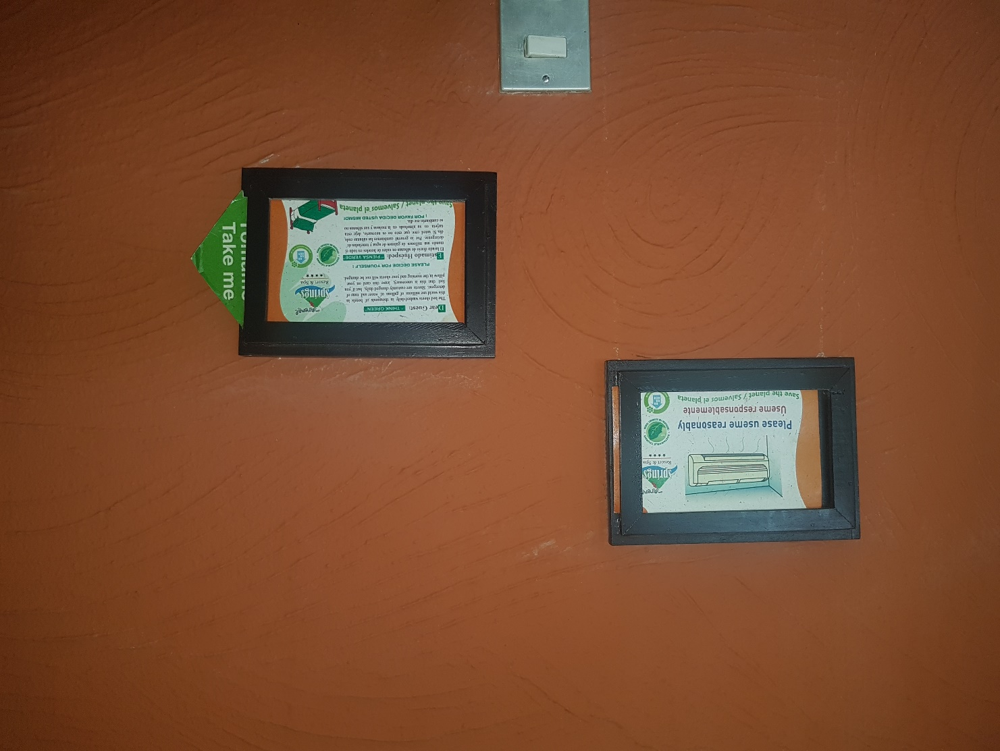 Take me
Arenal
Springs
Resort & Spa
Dear Guest: "THINK GREEN"
The bed sheets washed daily in thousands of hotels in
this world use millions of gallons of water and tons of
detergent. Sheets are customly changed daily, but if you
feel that this is unnecessary, leave this card on your
pillow in the morning and your sheets will not be changed.
PLEASE DECIDE FOR YOURSELF !
Estimado Huésped: "PIENSA VERDE"
El lavado diario de sábanas en miles de hoteles en todo el
mundo usa millones de galones de agua y toneladas de
detergente. Por lo general cambiamos las sábanas cada
día. Si usted cree que esto no es necesario, deje esta
tarjeta en su almohada en la mañana y sus sábanas no
se cambiarán ese día.
¡ POR FAVOR DECIDA USTED MISMO!
Save the planet / Salvemos el planeta
Arenal
Springs
Resort & Spa
Please useme reasonably
Useme responsablemente
Save the planet / Salvemos el planeta